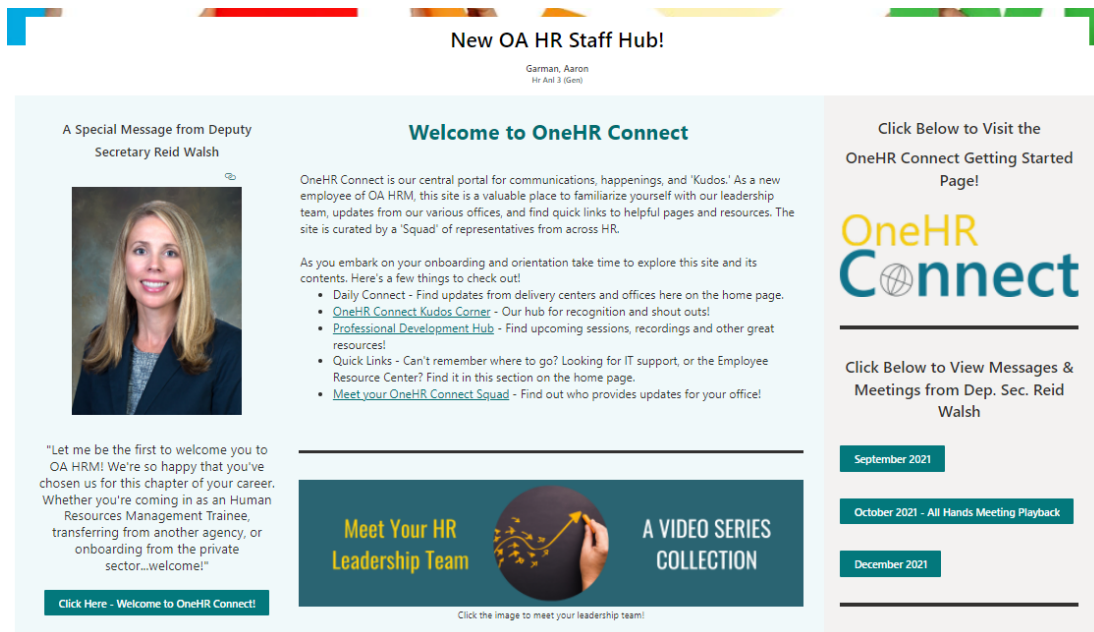 New OA HR Staff Hub!
Garman, Aaron
Hr Anl 3 (Gen)
A Special Message from Deputy
Secretary Reid Walsh
"Let me be the first to welcome you to
OA HRM! We're so happy that you've
chosen us for this chapter of your career.
Whether you're coming in as an Human
Resources Management Trainee,
transferring from another agency, or
onboarding from the private
sector...welcome!"
Click Here - Welcome to OneHR Connect!
Welcome to OneHR Connect
OneHR Connect is our central portal for communications, happenings, and 'Kudos.' As a new
employee of OA HRM, this site is a valuable place to familiarize yourself with our leadership
team, updates from our various offices, and find quick links to helpful pages and resources. The
site is curated by a 'Squad' of representatives from across HR.
As you embark on your onboarding and orientation take time to explore this site and its
contents. Here's a few things to check out!
• Daily Connect - Find updates from delivery centers and offices here on the home page.
• OneHR Connect Kudos Corner - Our hub for recognition and shout outs!
• Professional Development Hub - Find upcoming sessions, recordings and other great
resources!
• Quick Links - Can't remember where to go? Looking for IT support, or the Employee
Resource Center? Find it in this section on the home page.
• Meet your OneHR Connect Squad - Find out who provides updates for your office!
Meet Your HR
Leadership Team
A VIDEO SERIES
COLLECTION
Click the image to meet your leadership team!
Click Below to Visit the
OneHR Connect Getting Started
Page!
OneHR
Connect
Click Below to View Messages &
Meetings from Dep. Sec. Reid
Walsh
September 2021
October 2021 - All Hands Meeting Playback
December 2021